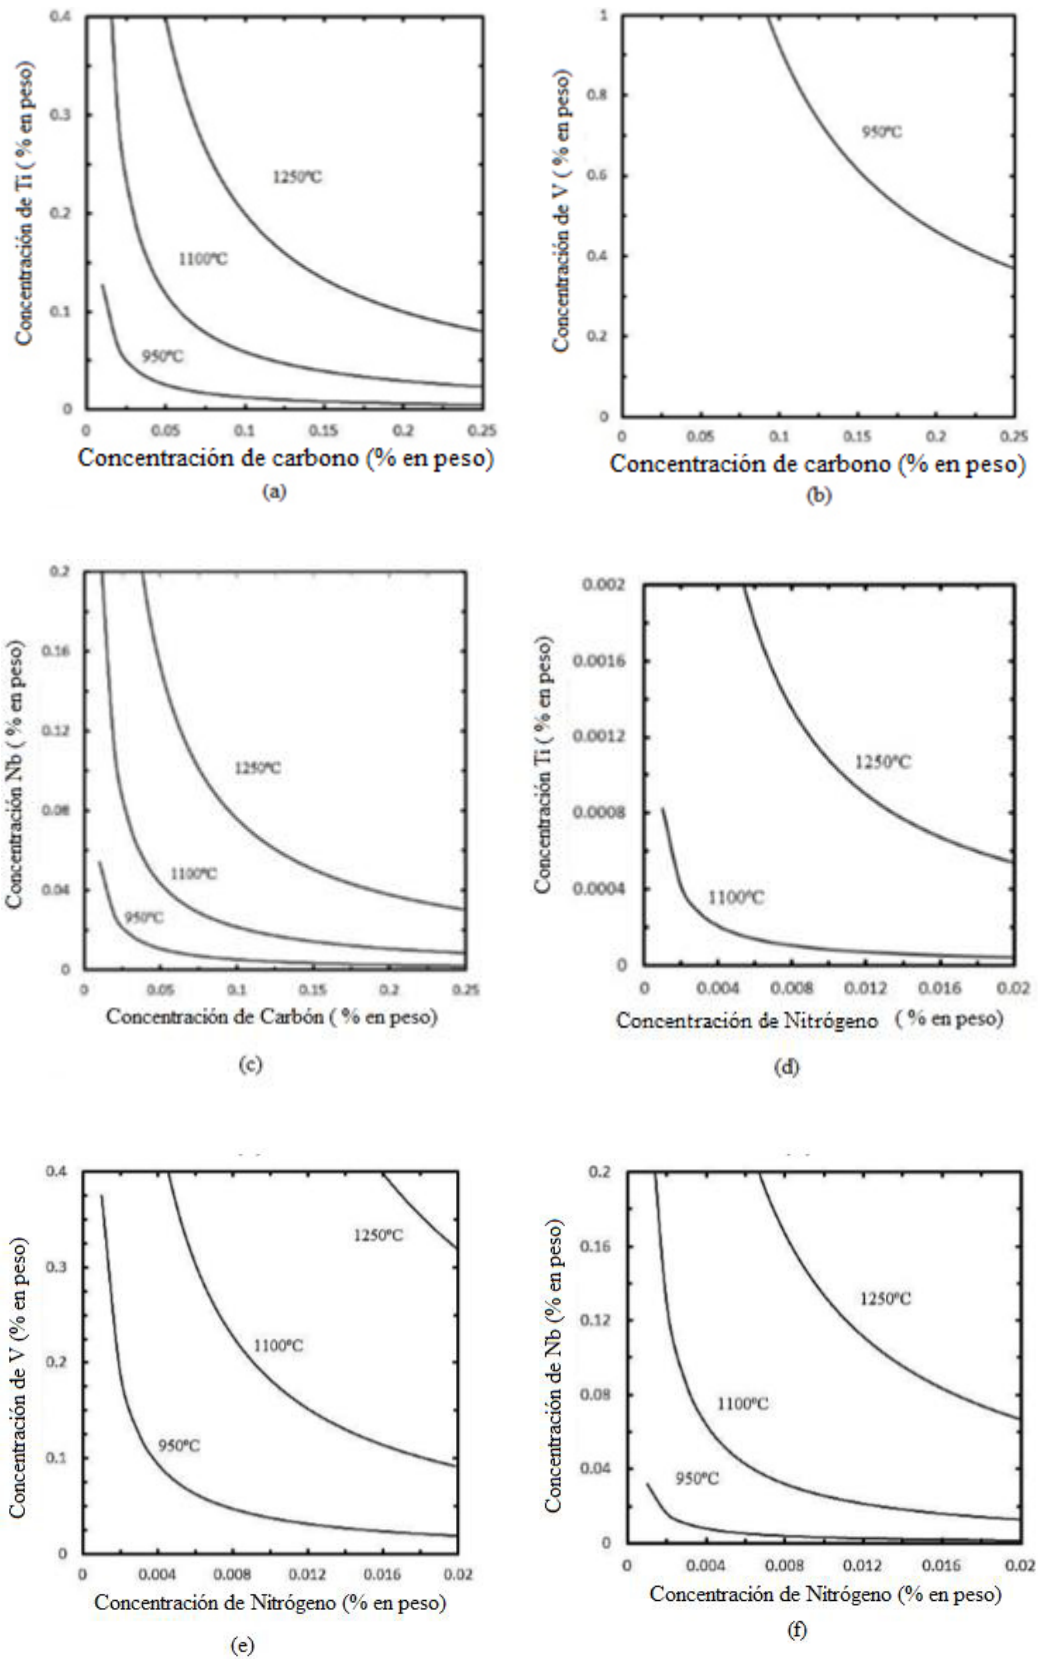 Concentración de Ti ( % en peso)
0.4
0.3
0.2
0.1
0
1250ºC
1100ºC
950ºC
0 0.05 0.1 0.15 0.2 0.25
Concentración de carbono (% en peso)
(a)
Concentración de V ( % en peso)
1
0.8
0.6
0.4
0.2
0
950ºC
0 0.05 0.1 0.15 0.2 0.25
Concentración de carbono (% en peso)
(b)
Concentración Nb ( % en peso)
0.2
0.16
0.12
0.08
0.04
0
1250ºC
1100ºC
950ºC
0 0.05 0.1 0.15 0.2 0.25
Concentración de Carbón ( % en peso)
(c)
Concentración Ti ( % en peso)
0.002
0.0016
0.0012
0.0008
0.0004
0
1250ºC
1100ºC
0 0.004 0.008 0.012 0.016 0.02
Concentración de Nitrógeno ( % en peso)
(d)
Concentración de V (% en peso)
0.4
0.3
0.2
0.1
0
1250ºC
1100ºC
950ºC
0 0.004 0.008 0.012 0.016 0.02
Concentración de Nitrógeno (% en peso)
(e)
Concentración de Nb (% en peso)
0.2
0.16
0.12
0.08
0.04
0
1250ºC
1100ºC
950ºC
0 0.004 0.008 0.012 0.016 0.02
Concentración de Nitrógeno (% en peso)
(f)